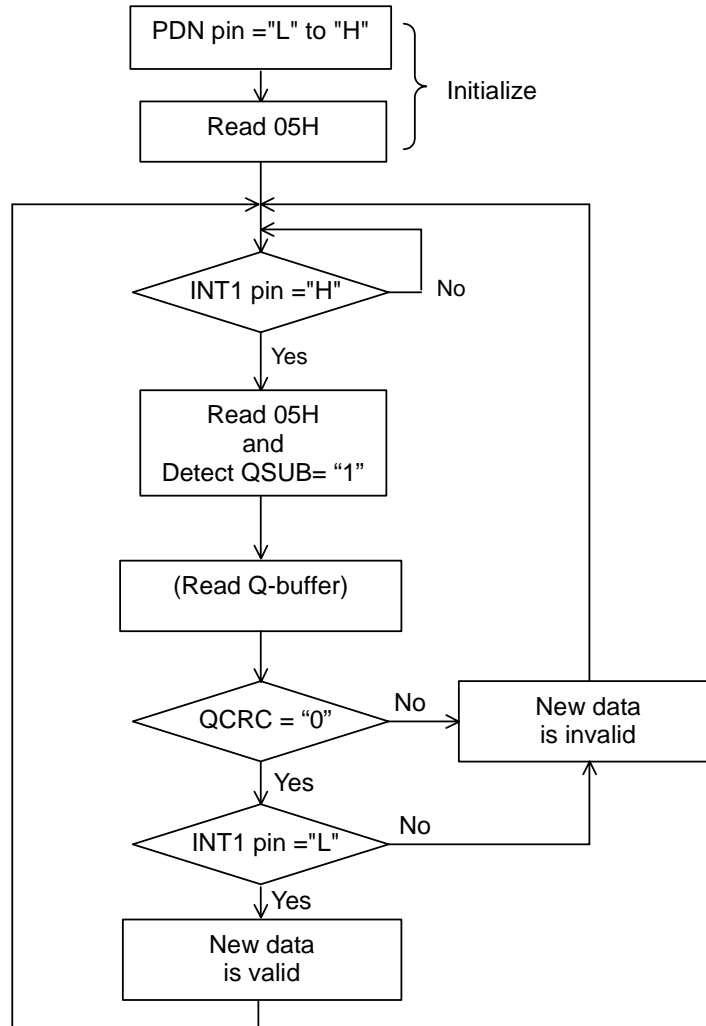 PDN pin ="L" to "H"
Initialize
Read 05H
INT1 pin ="H"
No
Yes
Read 05H
and
Detect QSUB= “1”
(Read Q-buffer)
QCRC = “0”
No
New data
is invalid
Yes
INT1 pin ="L"
No
Yes
New data
is valid